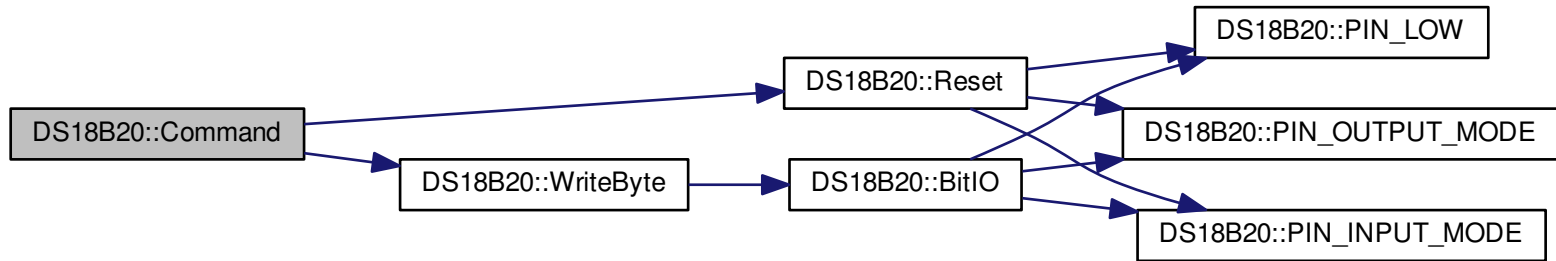 DS18B20::PIN_LOW
DS18B20::Reset
DS18B20::Command
DS18B20::PIN_OUTPUT_MODE
DS18B20::WriteByte
DS18B20::BitIO
DS18B20::PIN_INPUT_MODE